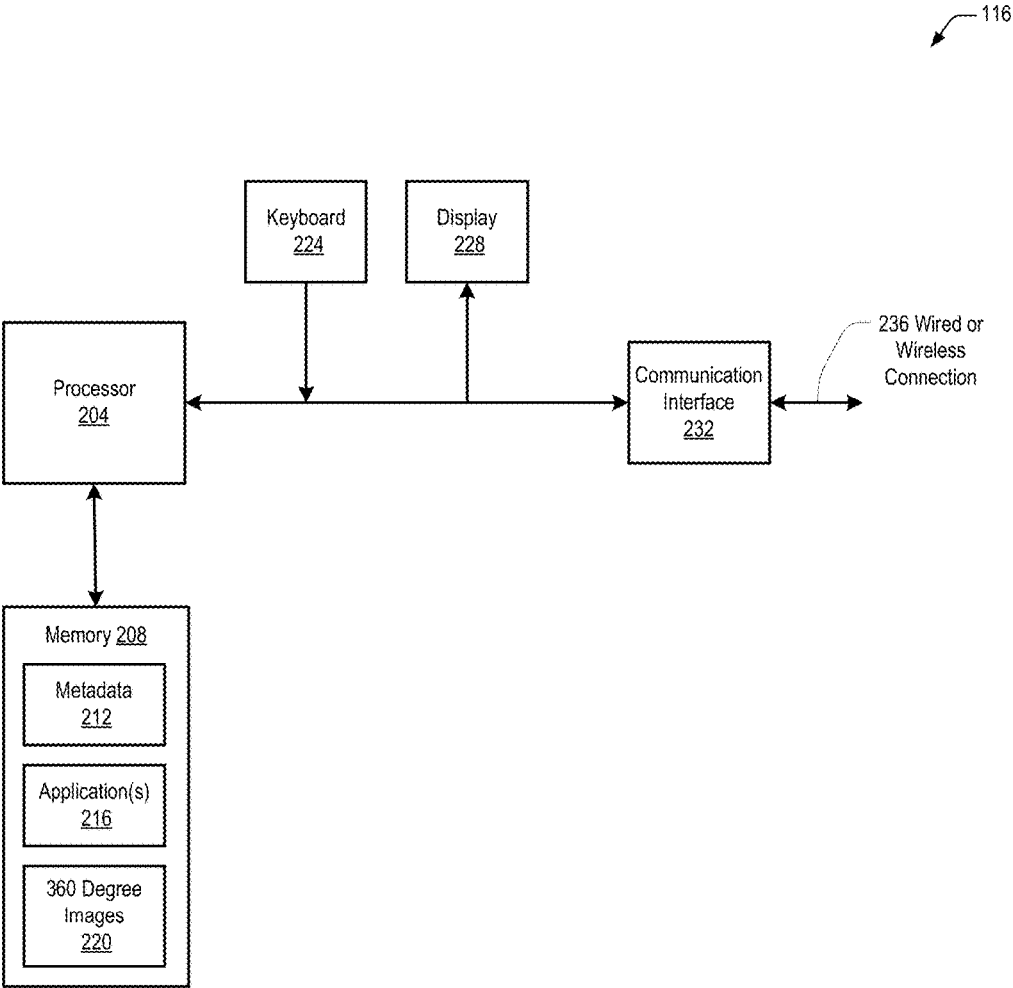 116
Keyboard
224
Display
228
Processor
204
Communication
Interface
232
236 Wired or
Wireless
Connection
Memory 208
Metadata
212
Application(s)
216
360 Degree
Images
220